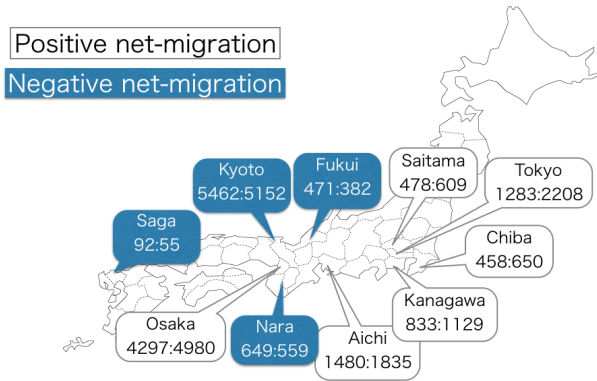 Positive net-migration
Negative net-migration
Kyoto
5462:5152
Fukui
471:382
Saitama
478:609
Tokyo
1283:2208
Saga
92:55
Chiba
458:650
Kanagawa
833:1129
Osaka
4297:4980
Nara
649:559
Aichi
1480:1835